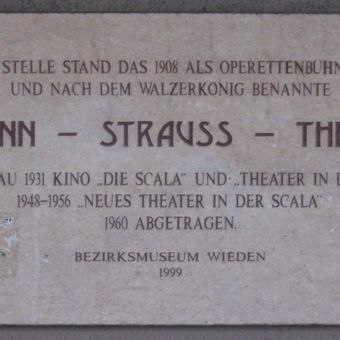 STELLE STAND DAS 1908 ALS OPERETTENBÜHN
UND NACH DEM WALZERKÖNIG BENANNTE
NN – STRAUSS – THE
AU 1931 KINO „DIE SCALA" UND „THEATER IN D
1948–1956 „NEUES THEATER IN DER SCALA"
1960 ABGETRAGEN.
BEZIRKSMUSEUM WIEDEN
1999